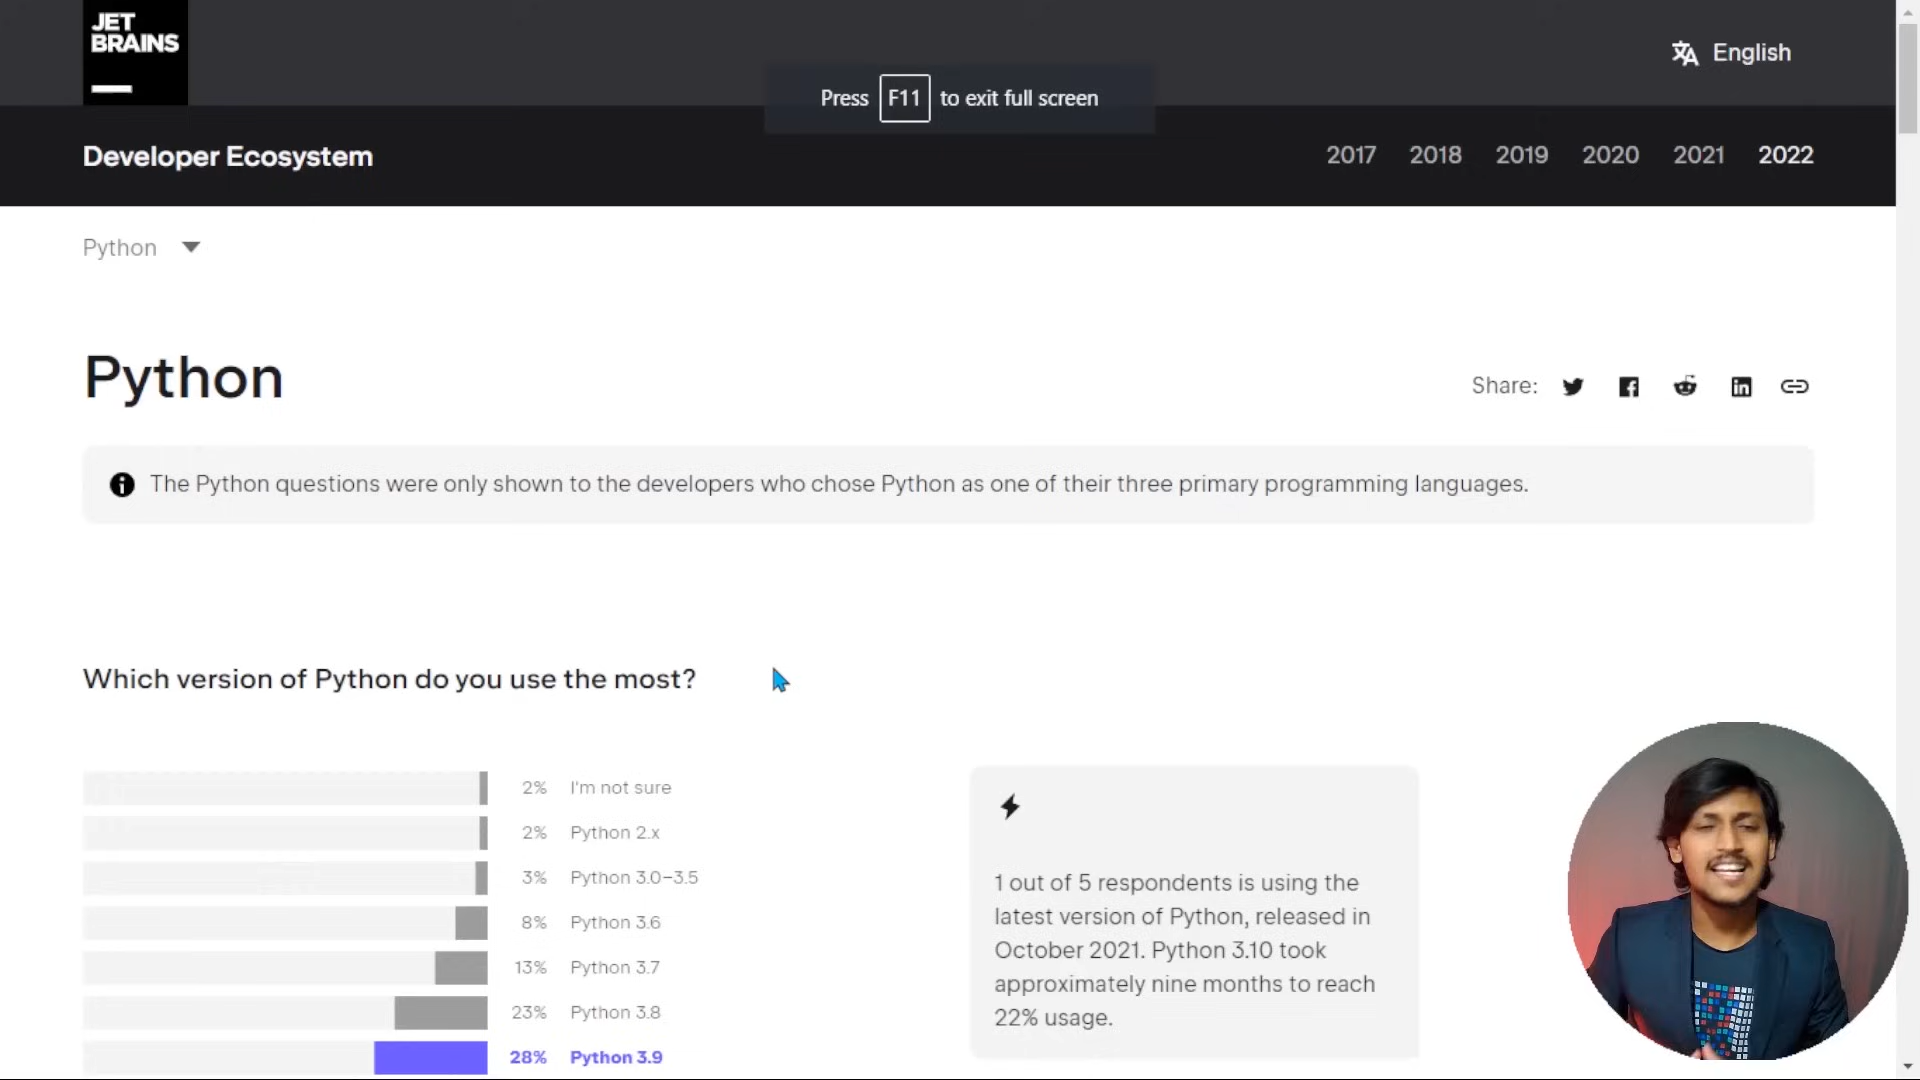 JET
BRAINS
English
Press F11 to exit full screen
Developer Ecosystem
2017 2018 2019 2020 2021 2022
Python
Python
Share:
The Python questions were only shown to the developers who chose Python as one of their three primary programming languages.
Which version of Python do you use the most?
2% I'm not sure
2% Python 2.x
3% Python 3.0–3.5
8% Python 3.6
13% Python 3.7
23% Python 3.8
28% Python 3.9
1 out of 5 respondents is using the
latest version of Python, released in
October 2021. Python 3.10 took
approximately nine months to reach
22% usage.